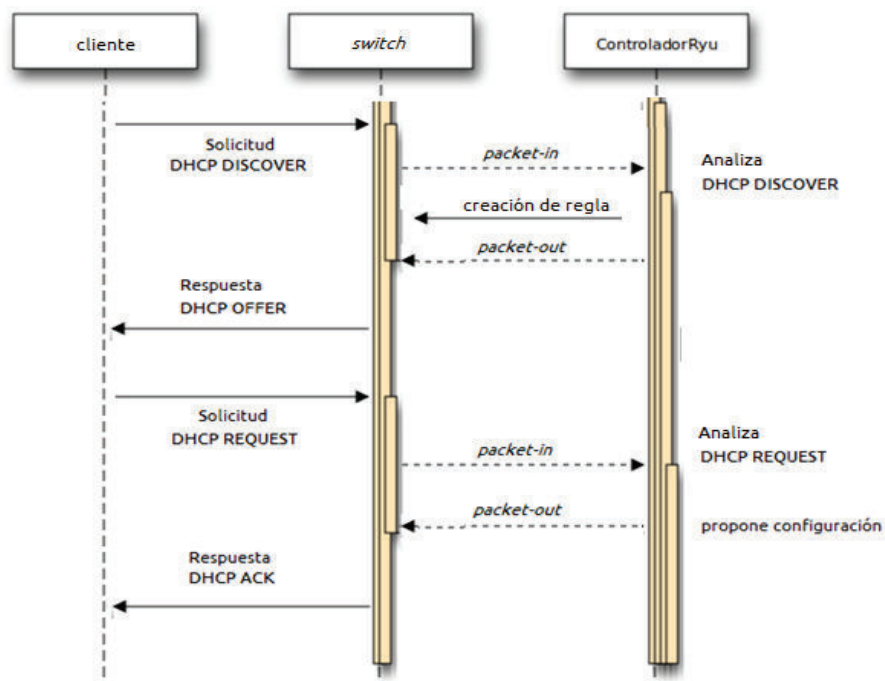 cliente
switch
ControladorRyu
Solicitud
DHCP DISCOVER
packet-in
Analiza
DHCP DISCOVER
creación de regla
packet-out
Respuesta
DHCP OFFER
Solicitud
DHCP REQUEST
packet-in
Analiza
DHCP REQUEST
packet-out
propone configuración
Respuesta
DHCP ACK